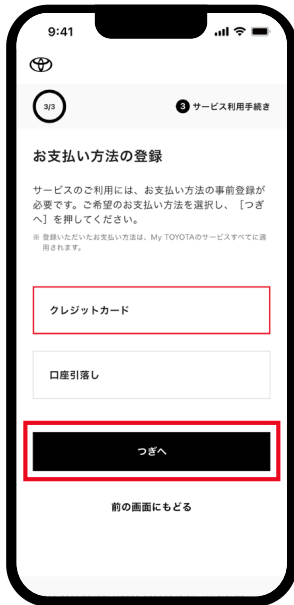 9:41
3/3
3 サービス利用手続き
お支払い方法の登録
サービスのご利用には、お支払い方法の事前登録が
必要です。ご希望のお支払い方法を選択し、［つぎ
へ］を押してください。
※ 登録いただいたお支払い方法は、My TOYOTAのサービスすべてに適
用されます。
クレジットカード
口座引落し
つぎへ
前の画面にもどる